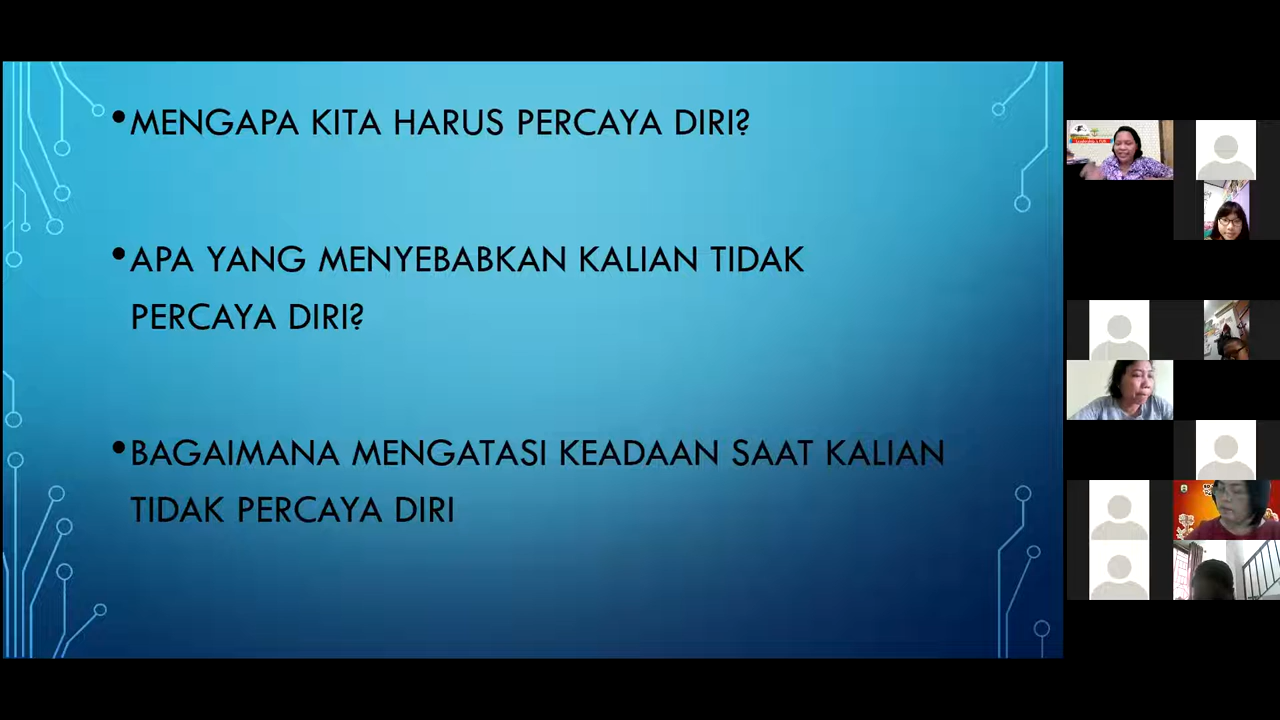 •MENGAPA KITA HARUS PERCAYA DIRI?
•APA YANG MENYEBABKAN KALIAN TIDAK
PERCAYA DIRI?
•BAGAIMANA MENGATASI KEADAAN SAAT KALIAN
TIDAK PERCAYA DIRI